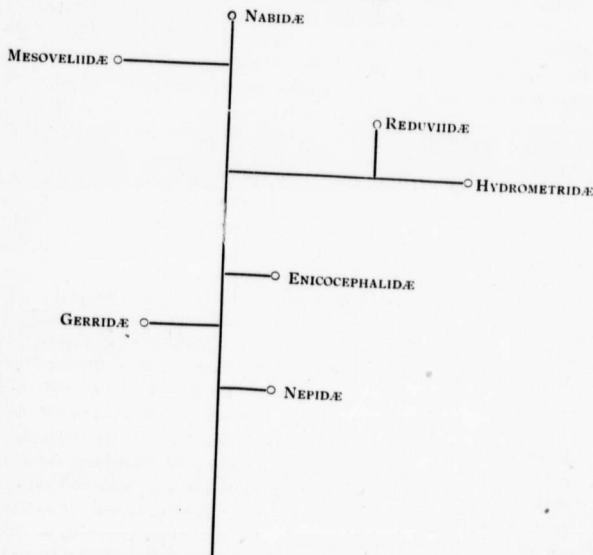 NABIDÆ
MESOVELIIDÆ
REDUVIIDÆ
HYDROMETRIDÆ
ENICOCEPHALIDÆ
GERRIDÆ
NEPIDÆ